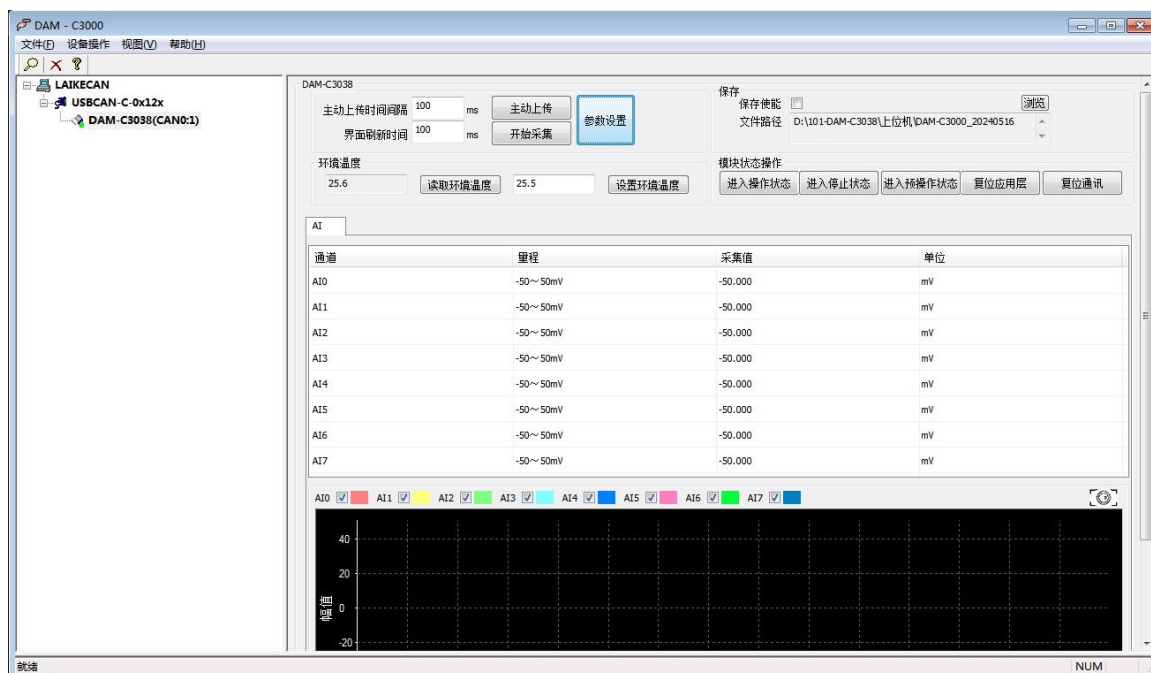 DAM - C3000
文件(F) 设备操作 视图(V) 帮助(H)
LAIKECAN
USBCAN-C-0x12x
DAM-C3038(CAN0:1)
DAM-C3038
主动上传时间间隔 100 ms 主动上传
界面刷新时间 100 ms 开始采集
参数设置
保存
保存使能 浏览
文件路径 D:\101-DAM-C3038\上位机\DAM-C3000_20240516
环境温度
25.6 读取环境温度 25.5 设置环境温度
模块状态操作
进入操作状态 进入停止状态 进入预操作状态 复位应用层 复位通讯
AI
通道 量程 采集值 单位
AI0 -50～50mV -50.000 mV
AI1 -50～50mV -50.000 mV
AI2 -50～50mV -50.000 mV
AI3 -50～50mV -50.000 mV
AI4 -50～50mV -50.000 mV
AI5 -50～50mV -50.000 mV
AI6 -50～50mV -50.000 mV
AI7 -50～50mV -50.000 mV
AI0 AI1 AI2 AI3 AI4 AI5 AI6 AI7
40
20
0
-20
幅值
就绪 NUM